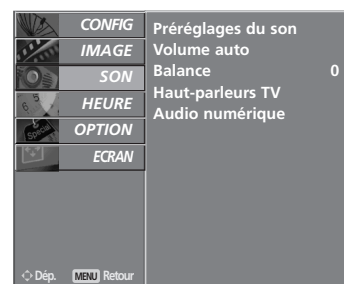 CONFIG
IMAGE
SON
HEURE
OPTION
ECRAN
Préréglages du son
Volume auto
Balance 0
Haut-parleurs TV
Audio numérique
Dép. MENU Retour